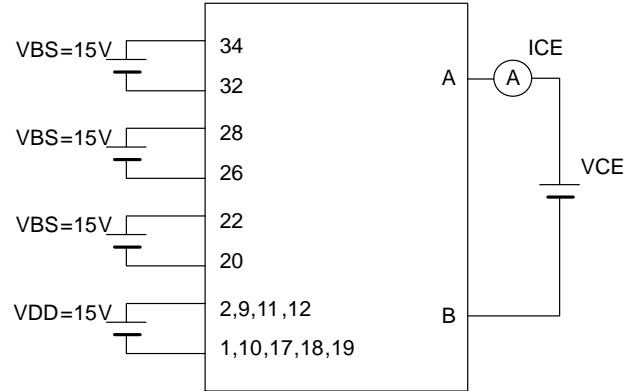 VBS=15V
34
32
VBS=15V
28
26
VBS=15V
22
20
VDD=15V
2,9,11,12
1,10,17,18,19
A
ICE
A
VCE
B